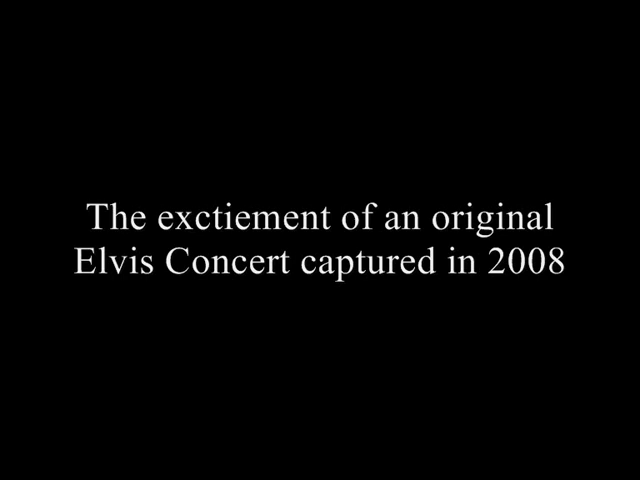 The exctiement of an original
Elvis Concert captured in 2008